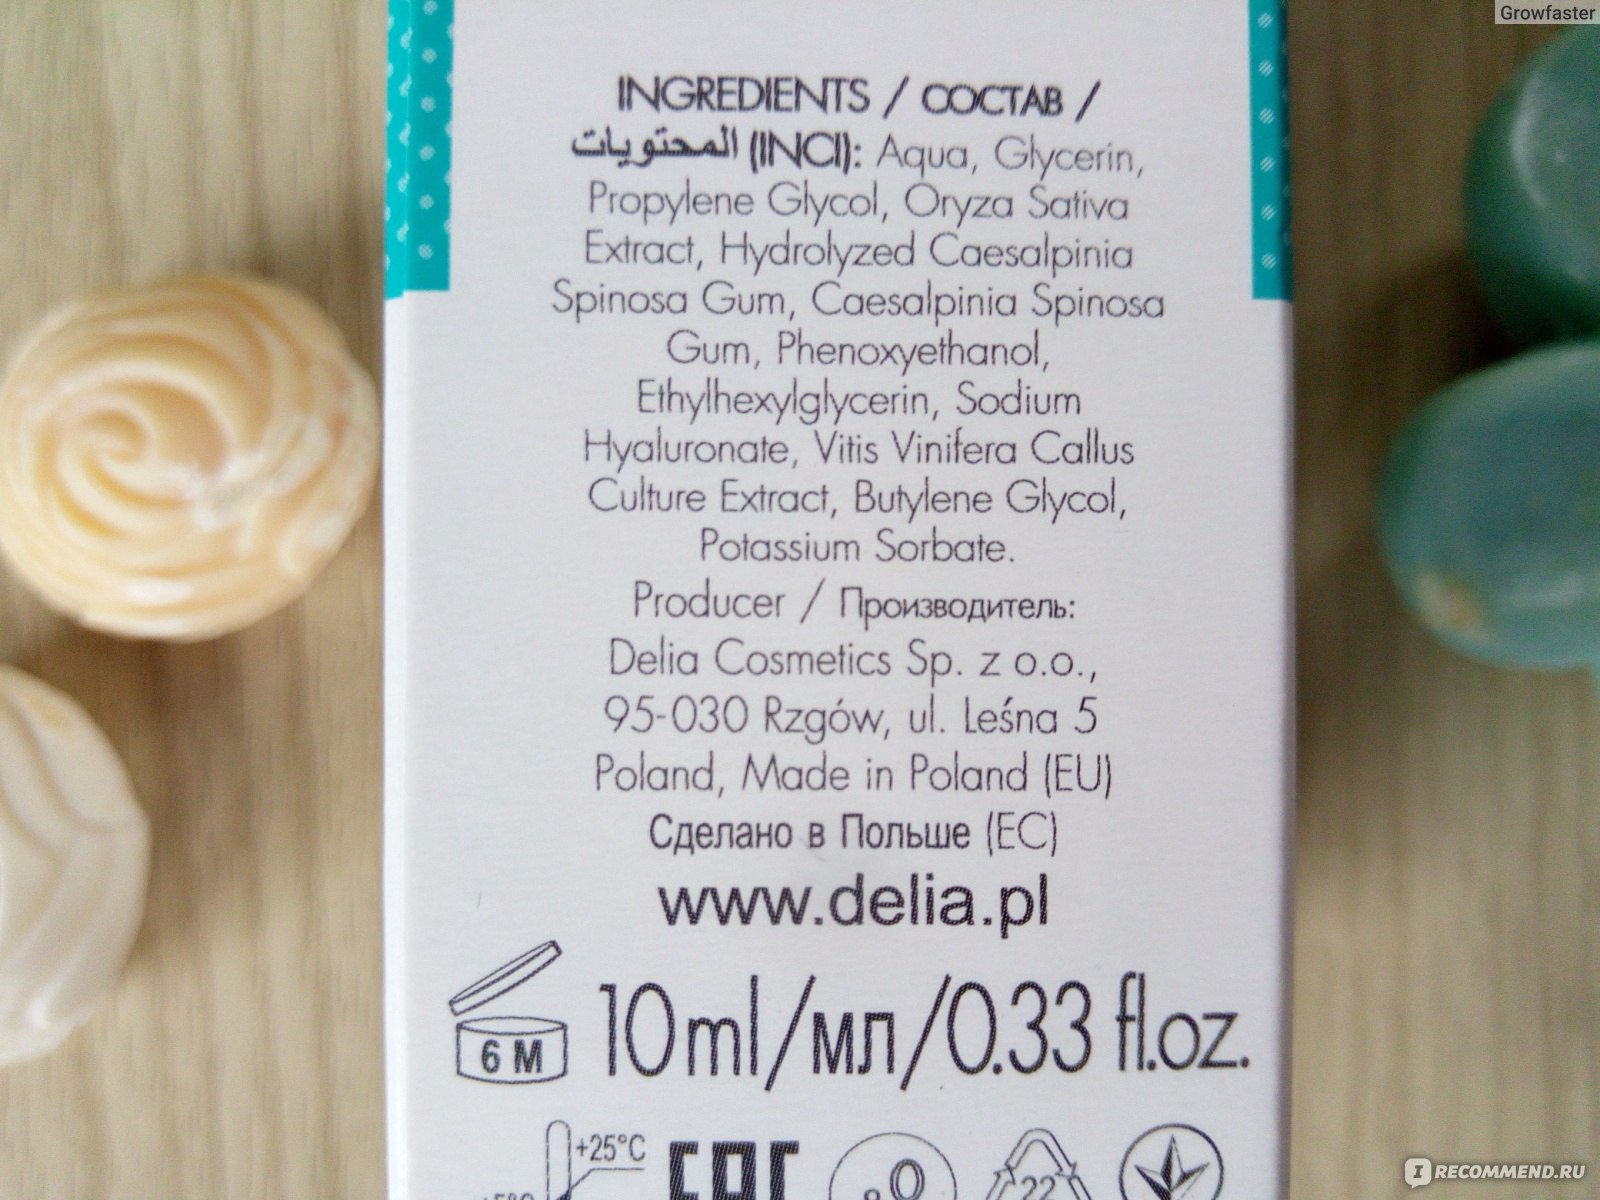 Growfaster
INGREDIENTS / СОСТАВ /
المحتويات (INCI): Aqua, Glycerin,
Propylene Glycol, Oryza Sativa
Extract, Hydrolyzed Caesalpinia
Spinosa Gum, Caesalpinia Spinosa
Gum, Phenoxyethanol,
Ethylhexylglycerin, Sodium
Hyaluronate, Vitis Vinifera Callus
Culture Extract, Butylene Glycol,
Potassium Sorbate.
Producer / Производитель:
Delia Cosmetics Sp. z o.o.,
95-030 Rzgów, ul. Leśna 5
Poland, Made in Poland (EU)
Сделано в Польше (ЕС)
www.delia.pl
6 M 10ml/мл/0.33 fl.oz.
+25°C EAC
22
IRECOMMEND.RU